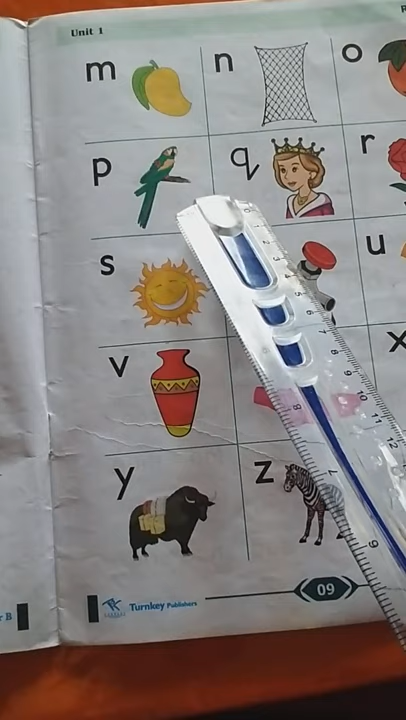 Unit 1
R
m n o
p q r
s u
v x
y z
Turnkey Publishers
09
r B